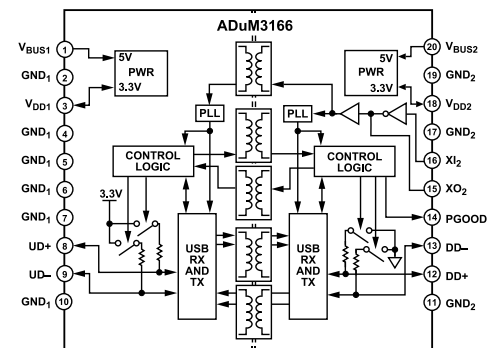 ADuM3166
VBUS1 1
GND1 2
VDD1 3
GND1 4
GND1 5
GND1 6
GND1 7
UD+ 8
UD– 9
GND1 10
5V
PWR
3.3V
PLL
CONTROL
LOGIC
3.3V
USB
RX
AND
TX
5V
PWR
3.3V
PLL
CONTROL
LOGIC
USB
RX
AND
TX
20 VBUS2
19 GND2
18 VDD2
17 GND2
16 XI2
15 XO2
14 PGOOD
13 DD–
12 DD+
11 GND2